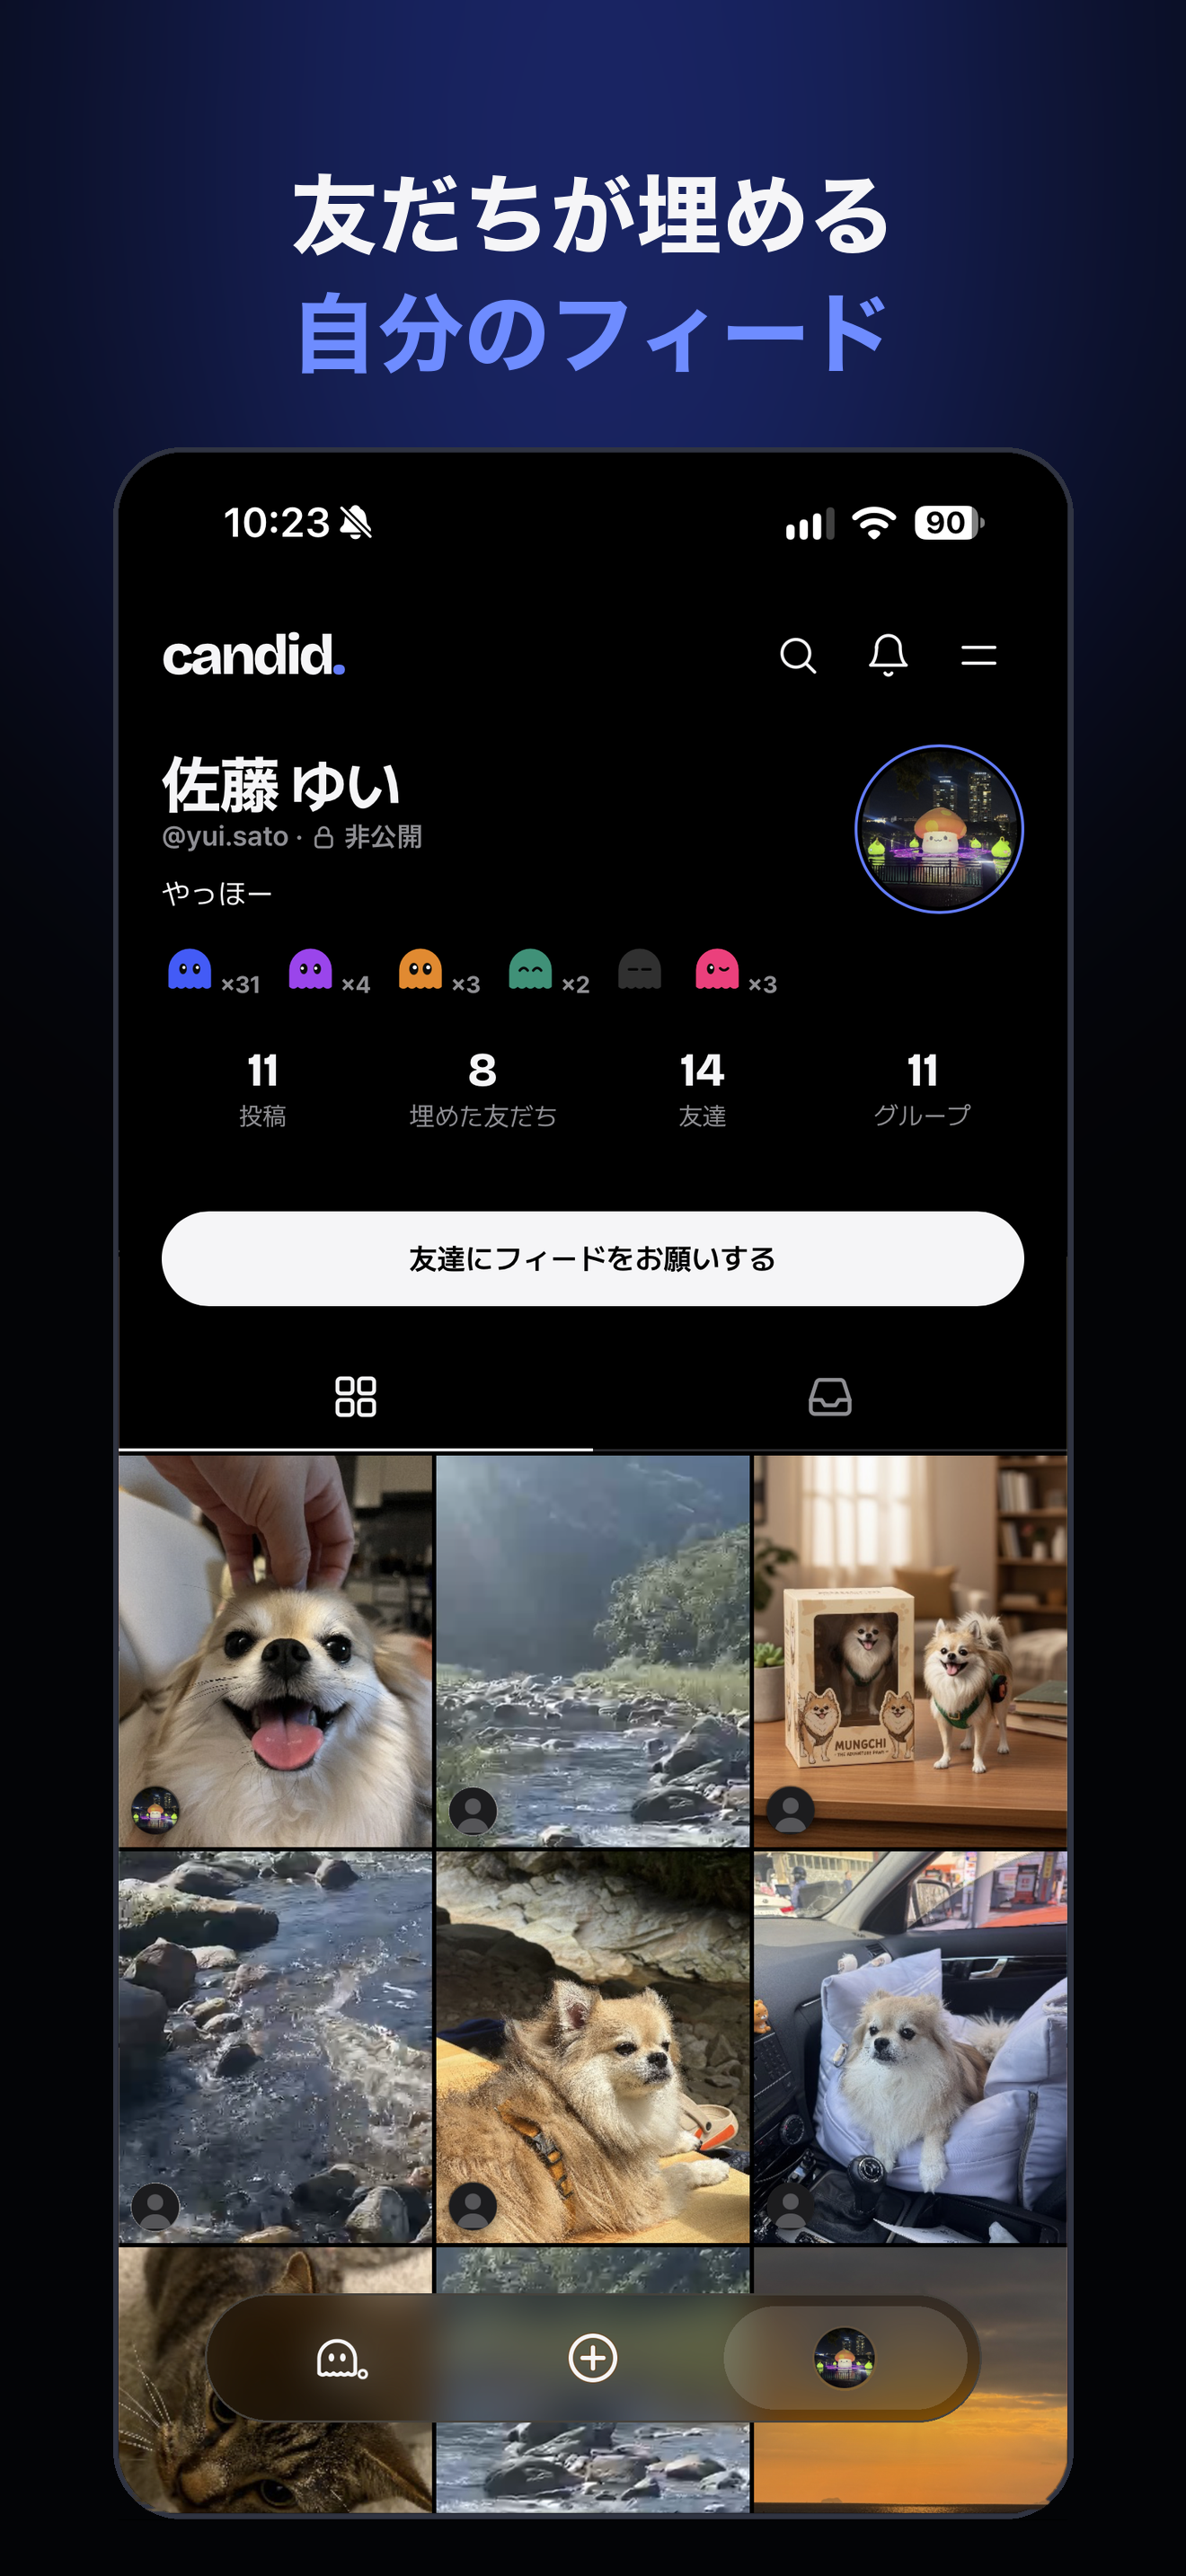 友だちが埋める
自分のフィード
10:23
90
candid.
佐藤 ゆい
@yui.sato · 非公開
やっほー
×31 ×4 ×3 ×2 ×3
11 8 14 11
投稿 埋めた友だち 友達 グループ
友達にフィードをお願いする
MUNGCHI